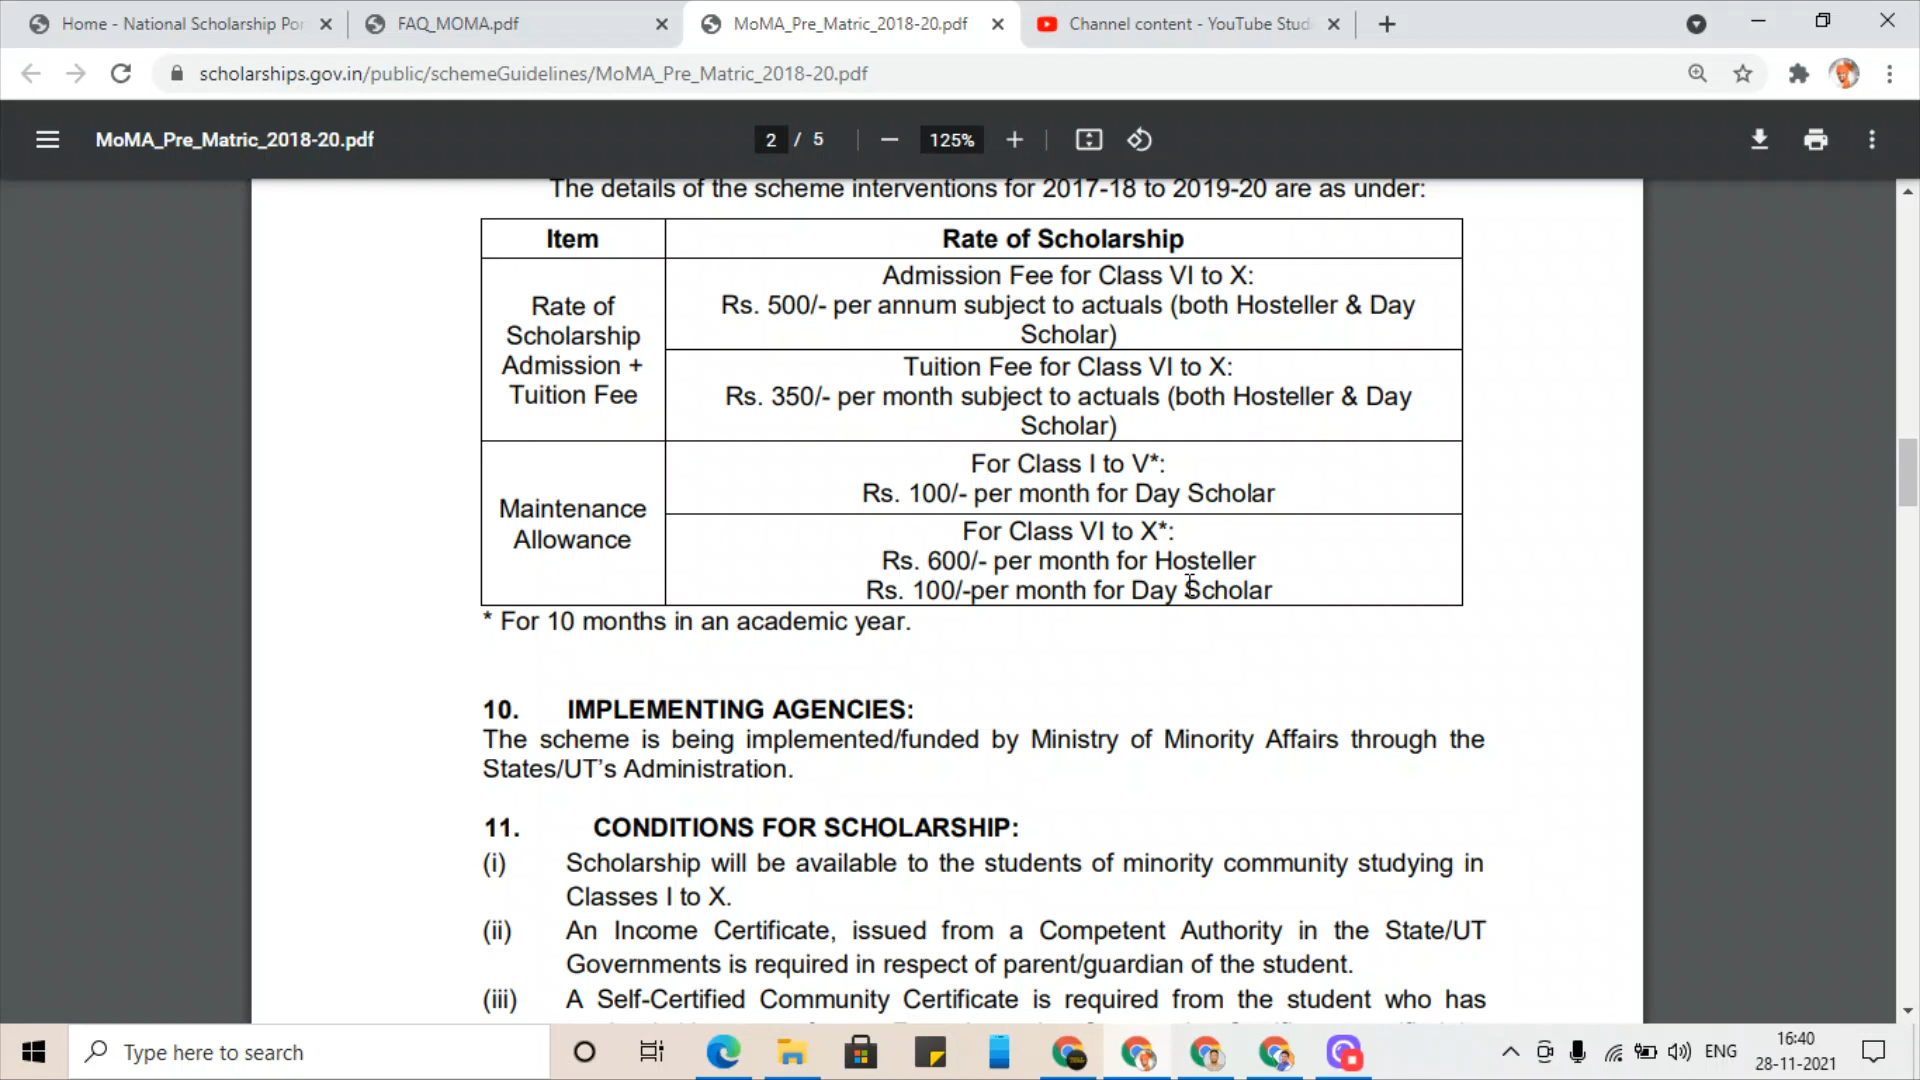 Home - National Scholarship Por
FAQ_MOMA.pdf
MoMA_Pre_Matric_2018-20.pdf
Channel content - YouTube Stud
scholarships.gov.in/public/schemeGuidelines/MoMA_Pre_Matric_2018-20.pdf
MoMA_Pre_Matric_2018-20.pdf
2 / 5
125%
The details of the scheme interventions for 2017-18 to 2019-20 are as under:
Item
Rate of Scholarship
Rate of
Scholarship
Admission +
Tuition Fee
Admission Fee for Class VI to X:
Rs. 500/- per annum subject to actuals (both Hosteller & Day
Scholar)
Tuition Fee for Class VI to X:
Rs. 350/- per month subject to actuals (both Hosteller & Day
Scholar)
Maintenance
Allowance
For Class I to V*:
Rs. 100/- per month for Day Scholar
For Class VI to X*:
Rs. 600/- per month for Hosteller
Rs. 100/-per month for Day Scholar
* For 10 months in an academic year.
10. IMPLEMENTING AGENCIES:
The scheme is being implemented/funded by Ministry of Minority Affairs through the
States/UT’s Administration.
11. CONDITIONS FOR SCHOLARSHIP:
(i) Scholarship will be available to the students of minority community studying in
Classes I to X.
(ii) An Income Certificate, issued from a Competent Authority in the State/UT
Governments is required in respect of parent/guardian of the student.
(iii) A Self-Certified Community Certificate is required from the student who has
Type here to search
ENG
16:40
28-11-2021